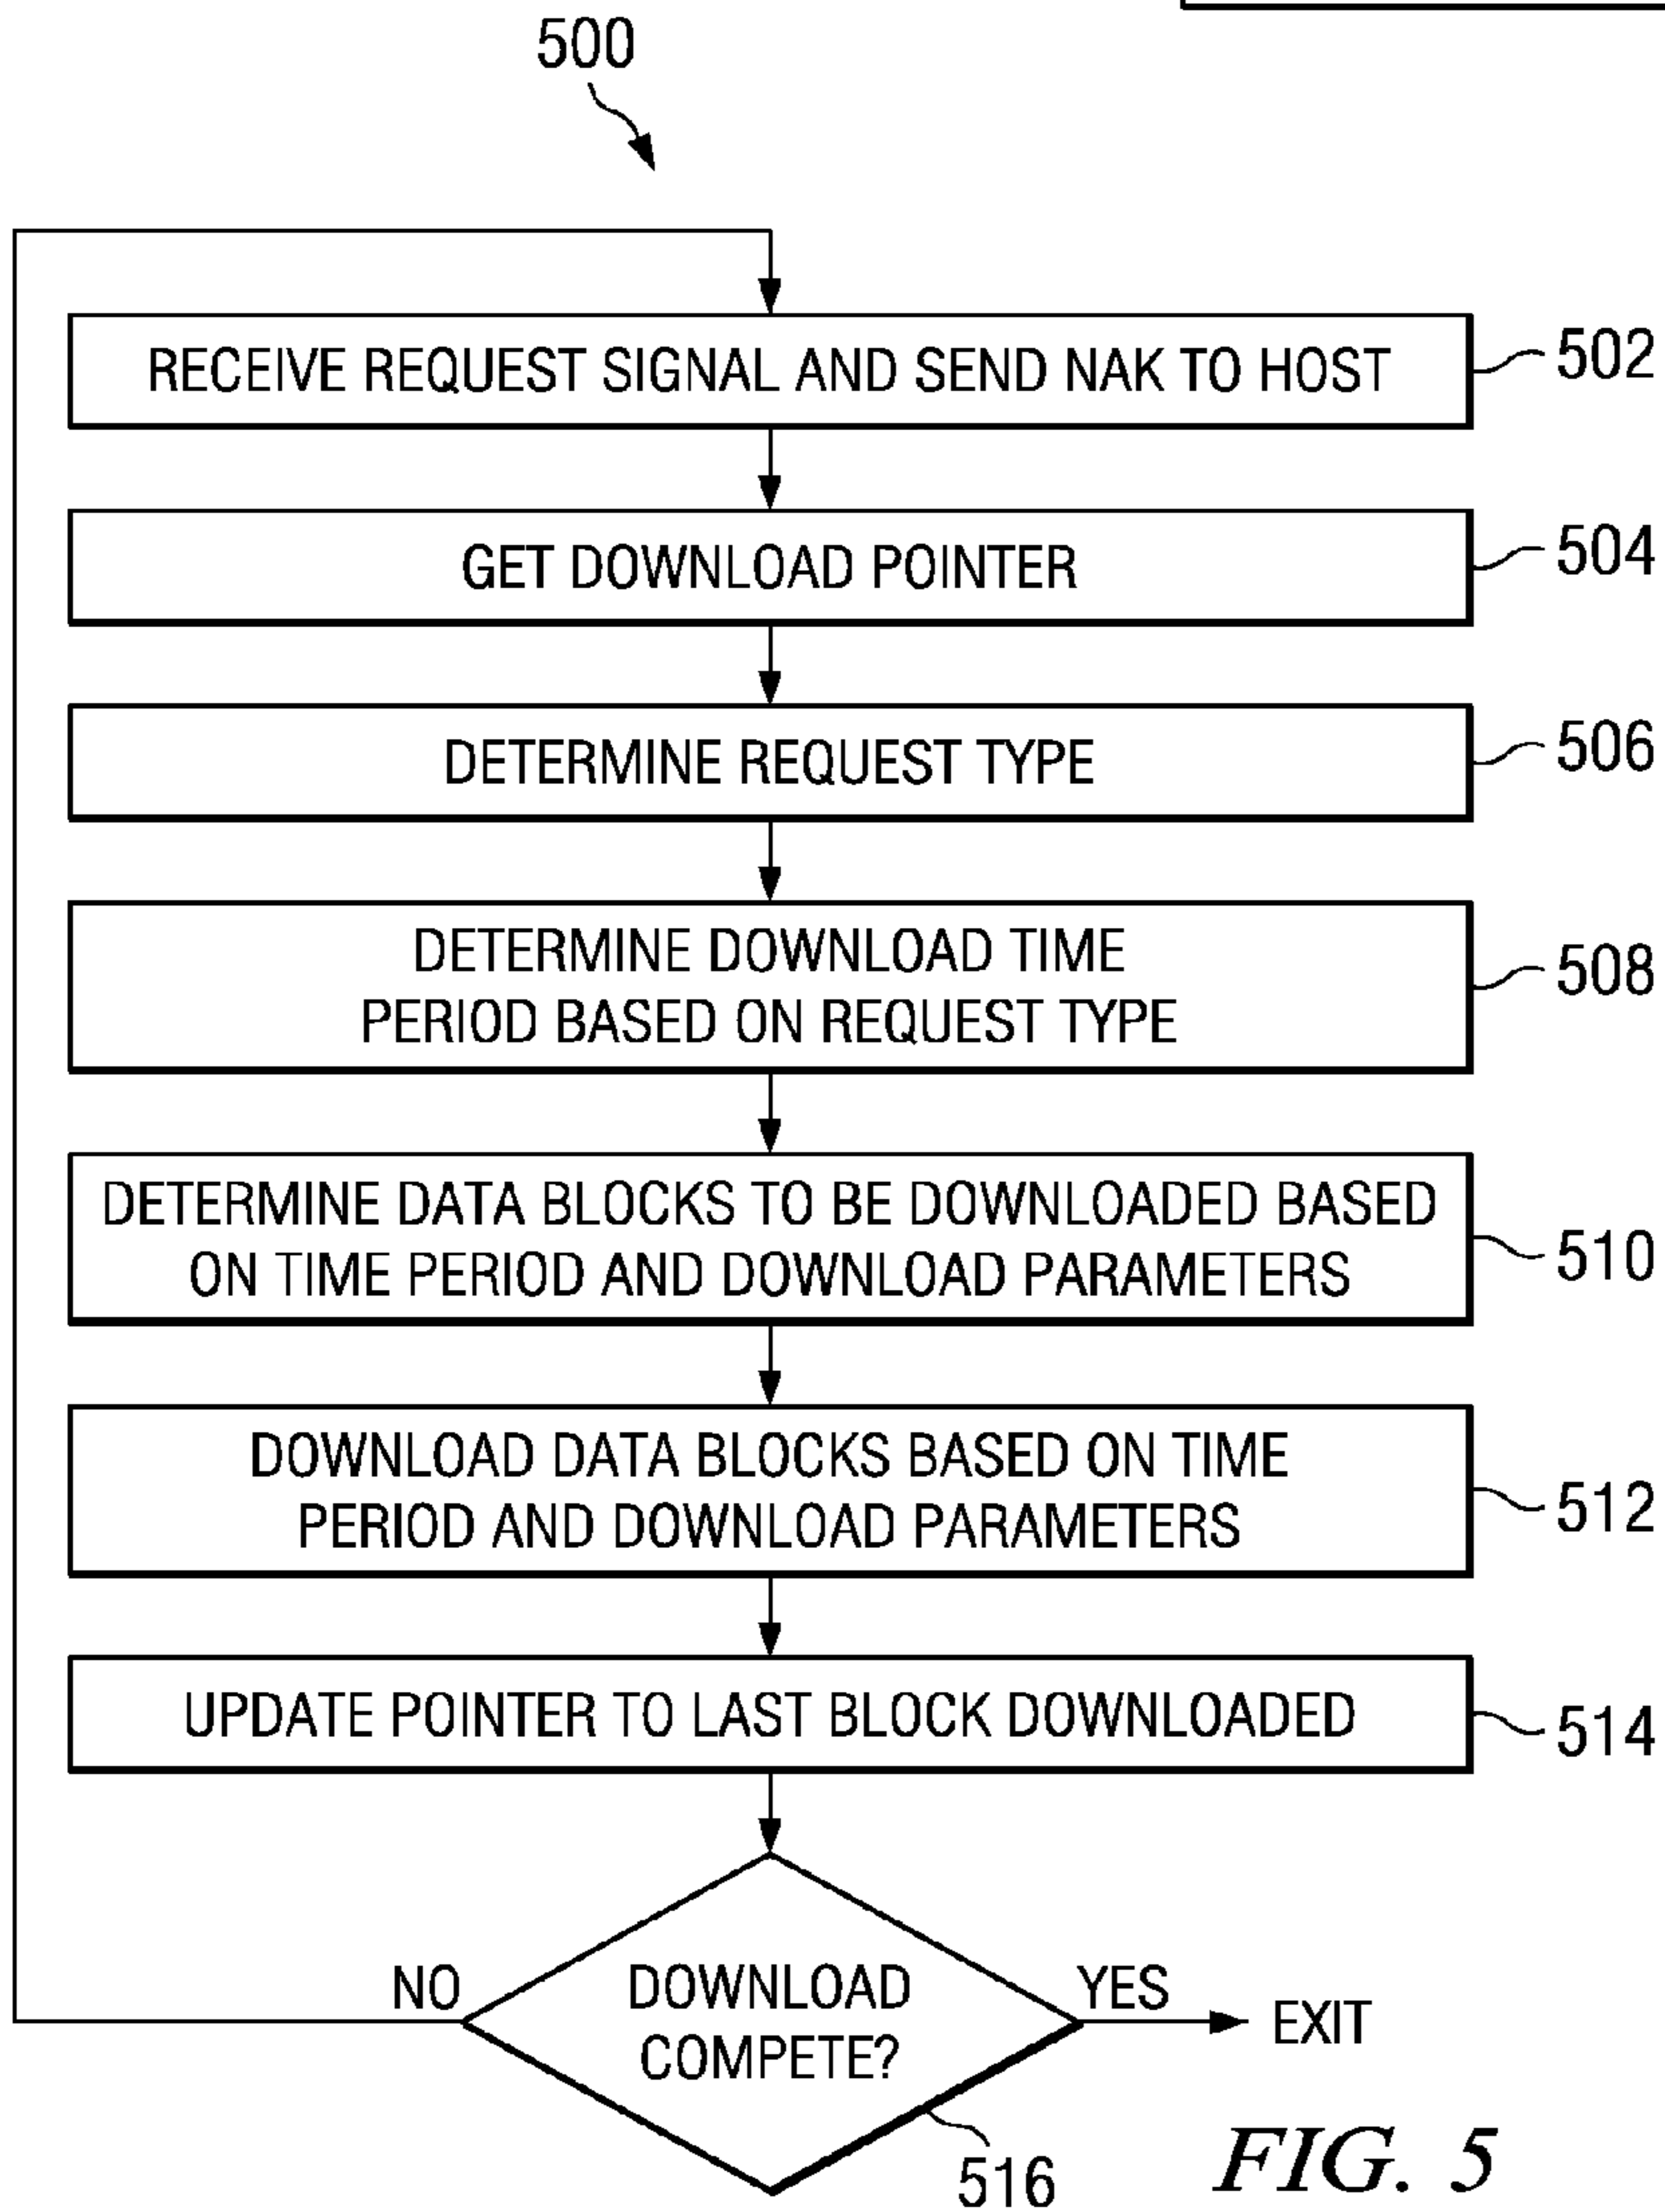 500
RECEIVE REQUEST SIGNAL AND SEND NAK TO HOST
502
GET DOWNLOAD POINTER
504
DETERMINE REQUEST TYPE
506
DETERMINE DOWNLOAD TIME
PERIOD BASED ON REQUEST TYPE
508
DETERMINE DATA BLOCKS TO BE DOWNLOADED BASED
ON TIME PERIOD AND DOWNLOAD PARAMETERS
510
DOWNLOAD DATA BLOCKS BASED ON TIME
PERIOD AND DOWNLOAD PARAMETERS
512
UPDATE POINTER TO LAST BLOCK DOWNLOADED
514
NO
DOWNLOAD
COMPETE?
YES
EXIT
516
FIG. 5